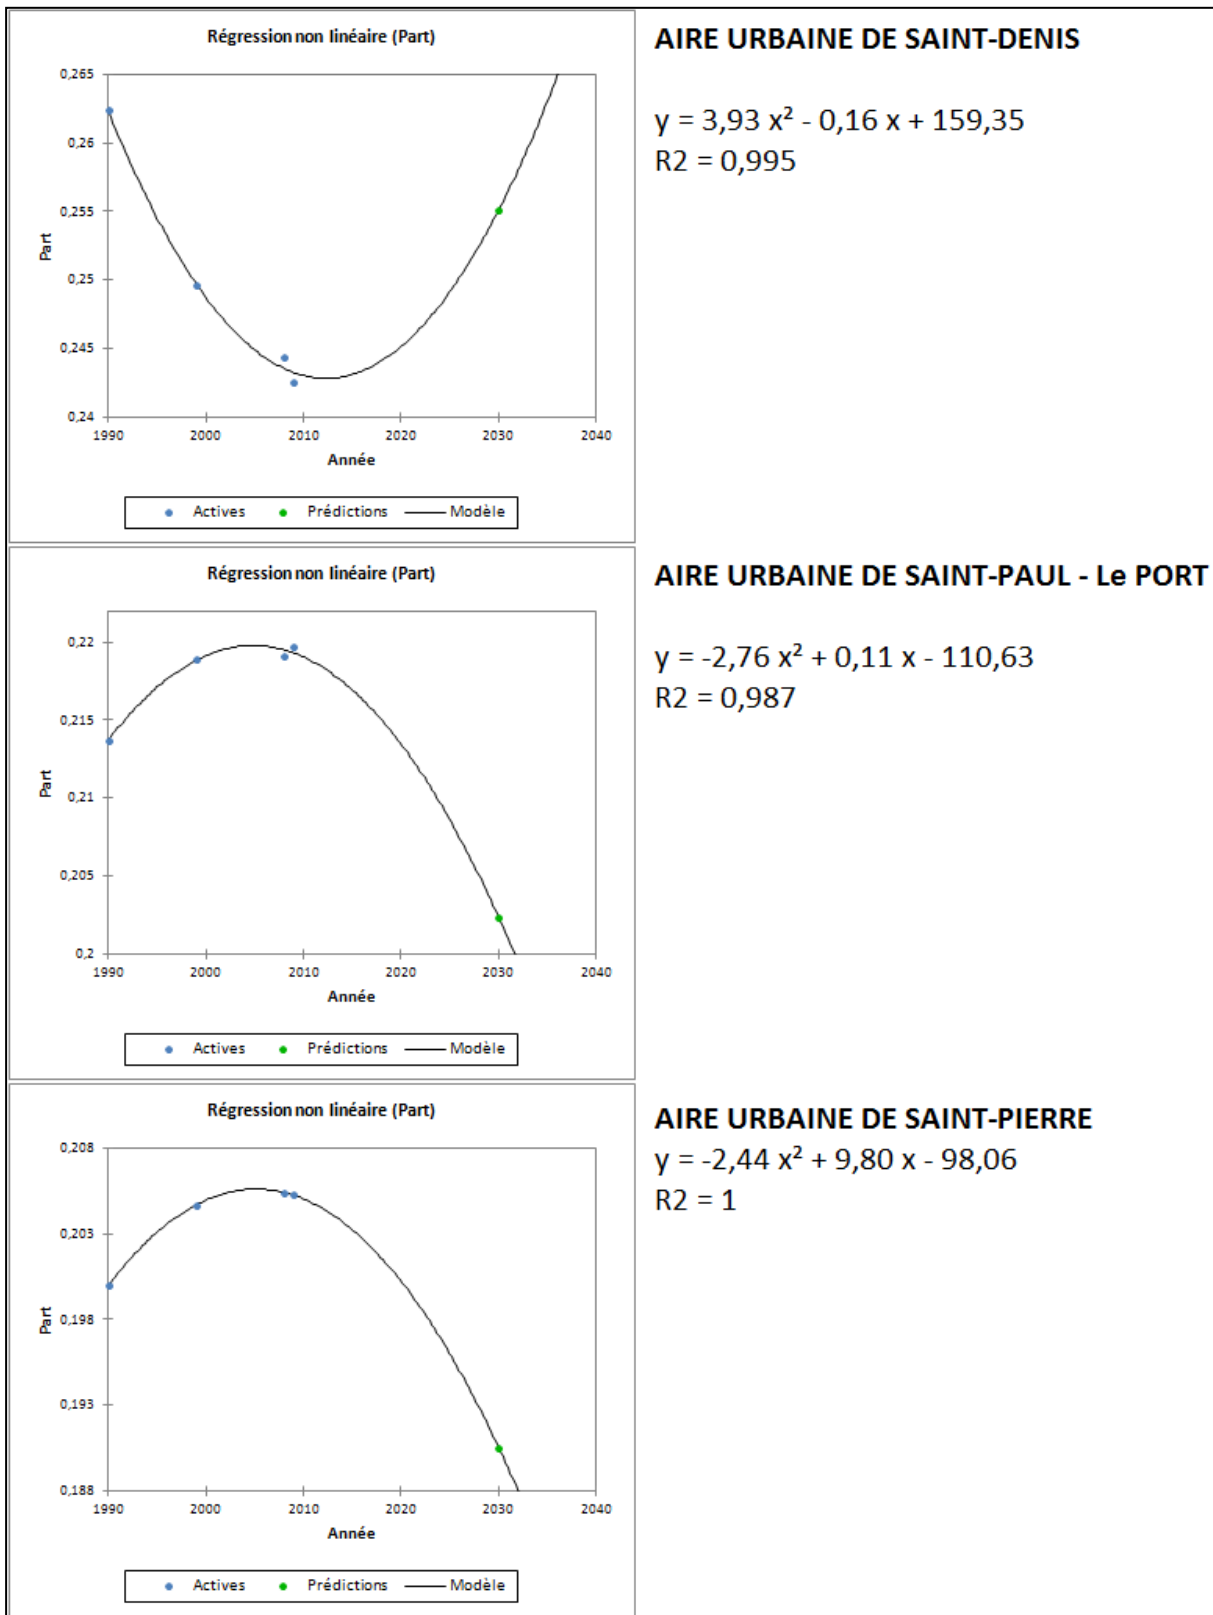 Régression non linéaire (Part)
AIRE URBAINE DE SAINT-DENIS
y = 3,93 x² - 0,16 x + 159,35
R2 = 0,995
0,265
0,26
0,255
0,25
0,245
0,24
Part
1990 2000 2010 2020 2030 2040
Année
Actives Prédictions Modèle
Régression non linéaire (Part)
AIRE URBAINE DE SAINT-PAUL - Le PORT
y = -2,76 x² + 0,11 x - 110,63
R2 = 0,987
0,22
0,215
0,21
0,205
0,2
Part
1990 2000 2010 2020 2030 2040
Année
Actives Prédictions Modèle
Régression non linéaire (Part)
AIRE URBAINE DE SAINT-PIERRE
y = -2,44 x² + 9,80 x - 98,06
R2 = 1
0,208
0,203
0,198
0,193
0,188
Part
1990 2000 2010 2020 2030 2040
Année
Actives Prédictions Modèle